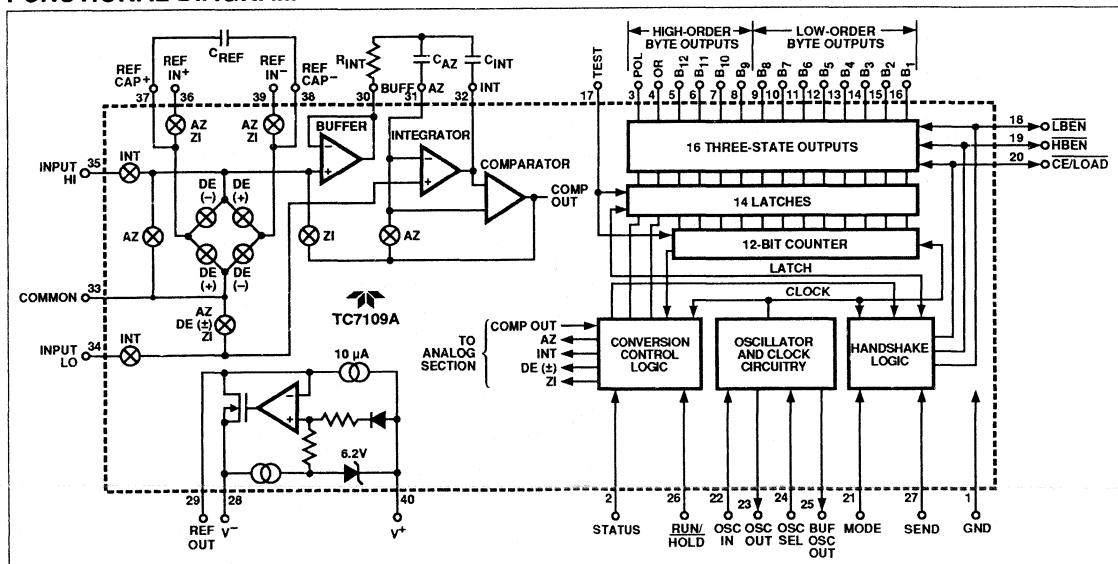 HIGH-ORDER BYTE OUTPUTS
LOW-ORDER BYTE OUTPUTS
CREF
REF CAP+
REF IN+
REF IN–
REF CAP–
RINT
CAZ
CINT
BUFF
AZ
INT
TEST
POL
OR
B12
B11
B10
B9
B8
B7
B6
B5
B4
B3
B2
B1
37
36
39
38
30
31
32
17
3
4
5
6
7
8
9
10
11
12
13
14
15
16
AZ
ZI
AZ
ZI
BUFFER
INTEGRATOR
COMPARATOR
COMP OUT
16 THREE-STATE OUTPUTS
18
LBEN
19
HBEN
20
CE/LOAD
INPUT HI
35
INT
DE (–)
DE (+)
DE (+)
DE (–)
AZ
ZI
AZ
14 LATCHES
12-BIT COUNTER
LATCH
CLOCK
COMMON
33
AZ
DE (±)
ZI
TC7109A
INPUT LO
34
INT
10 μA
6.2V
TO ANALOG SECTION
COMP OUT
AZ
INT
DE (±)
ZI
CONVERSION CONTROL LOGIC
OSCILLATOR AND CLOCK CIRCUITRY
HANDSHAKE LOGIC
29
28
40
2
26
22
23
24
25
21
27
1
REF OUT
V–
V+
STATUS
RUN/HOLD
OSC IN
OSC OUT
OSC SEL
BUF OSC OUT
MODE
SEND
GND